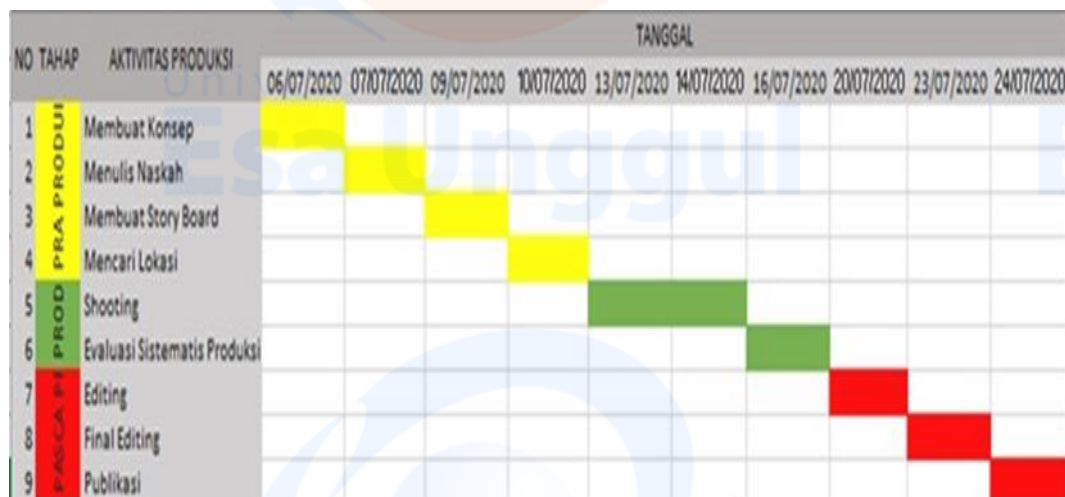 TANGGAL
NO TAHAP AKTIVITAS PRODUKSI
06/07/2020 07/07/2020 09/07/2020 10/07/2020 13/07/2020 14/07/2020 16/07/2020 20/07/2020 23/07/2020 24/07/2020
PRA PRODUI
1 Membuat Konsep
2 Menulis Naskah
3 Membuat Story Board
4 Mencari Lokasi
PROD
5 Shooting
6 Evaluasi Sistematis Produksi
PASCA
7 Editing
8 Final Editing
9 Publikasi
Esa Unggul